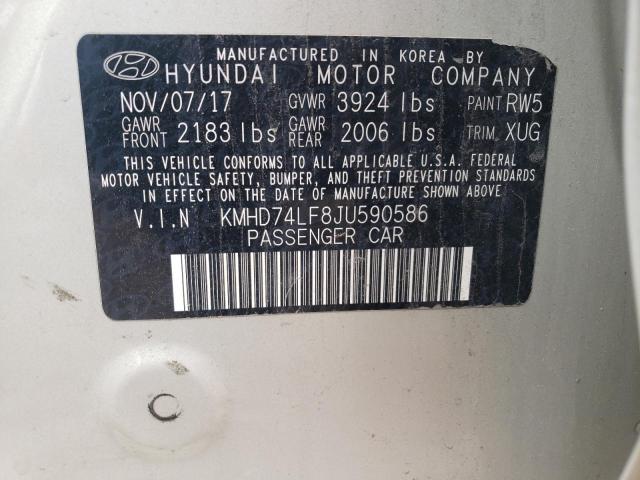 MANUFACTURED IN KOREA BY
HYUNDAI MOTOR COMPANY
NOV/07/17 GVWR 3924 lbs PAINT RW5
GAWR FRONT 2183 lbs GAWR REAR 2006 lbs TRIM XUG
THIS VEHICLE CONFORMS TO ALL APPLICABLE U.S.A. FEDERAL
MOTOR VEHICLE SAFETY, BUMPER, AND THEFT PREVENTION STANDARDS
IN EFFECT ON THE DATE OF MANUFACTURE SHOWN ABOVE.
V.I.N KMHD74LF8JU590586
PASSENGER CAR